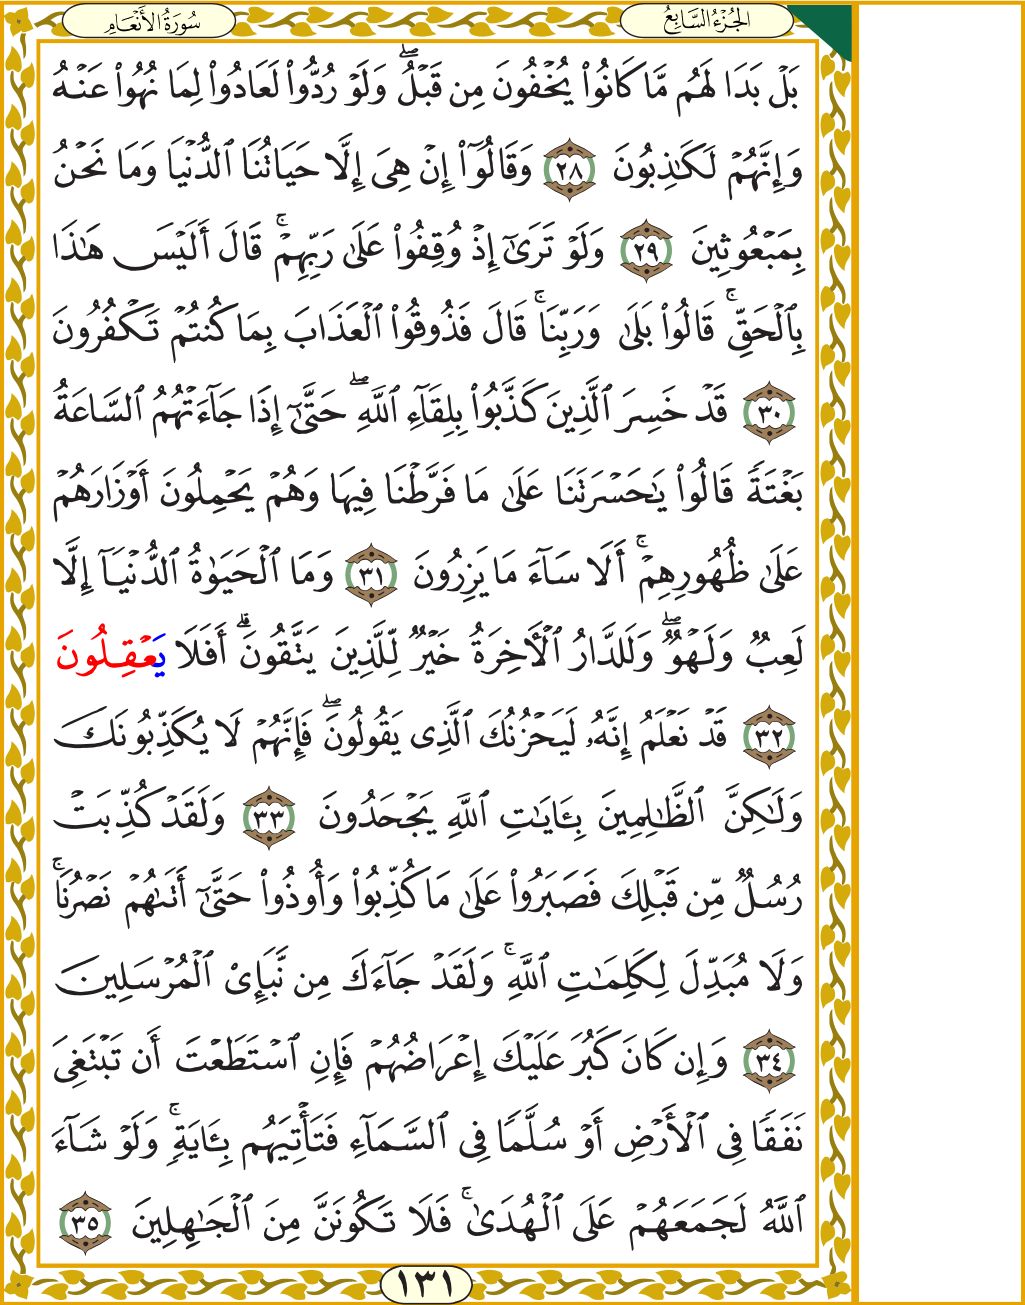 سُورَةُ الأَنْعَامِ
الجُزْءُ السَّابِعُ
بَلۡ بَدَا لَهُم مَّا كَانُواْ يُخۡفُونَ مِن قَبۡلُۖ وَلَوۡ رُدُّواْ لَعَادُواْ لِمَا نُهُواْ عَنۡهُ
وَإِنَّهُمۡ لَكَٰذِبُونَ ٢٨ وَقَالُوٓاْ إِنۡ هِيَ إِلَّا حَيَاتُنَا ٱلدُّنۡيَا وَمَا نَحۡنُ
بِمَبۡعُوثِينَ ٢٩ وَلَوۡ تَرَىٰٓ إِذۡ وُقِفُواْ عَلَىٰ رَبِّهِمۡۚ قَالَ أَلَيۡسَ هَٰذَا
بِٱلۡحَقِّۚ قَالُواْ بَلَىٰ وَرَبِّنَاۚ قَالَ فَذُوقُواْ ٱلۡعَذَابَ بِمَا كُنتُمۡ تَكۡفُرُونَ
٣٠ قَدۡ خَسِرَ ٱلَّذِينَ كَذَّبُواْ بِلِقَآءِ ٱللَّهِۖ حَتَّىٰٓ إِذَا جَآءَتۡهُمُ ٱلسَّاعَةُ
بَغۡتَةٗ قَالُواْ يَٰحَسۡرَتَنَا عَلَىٰ مَا فَرَّطۡنَا فِيهَا وَهُمۡ يَحۡمِلُونَ أَوۡزَارَهُمۡ
عَلَىٰ ظُهُورِهِمۡۚ أَلَا سَآءَ مَا يَزِرُونَ ٣١ وَمَا ٱلۡحَيَوٰةُ ٱلدُّنۡيَآ إِلَّا
لَعِبٞ وَلَهۡوٞۖ وَلَلدَّارُ ٱلۡأٓخِرَةُ خَيۡرٞ لِّلَّذِينَ يَتَّقُونَۚ أَفَلَا يَعۡقِلُونَ
٣٢ قَدۡ نَعۡلَمُ إِنَّهُۥ لَيَحۡزُنُكَ ٱلَّذِي يَقُولُونَۖ فَإِنَّهُمۡ لَا يُكَذِّبُونَكَ
وَلَٰكِنَّ ٱلظَّٰلِمِينَ بِـَٔايَٰتِ ٱللَّهِ يَجۡحَدُونَ ٣٣ وَلَقَدۡ كُذِّبَتۡ
رُسُلٞ مِّن قَبۡلِكَ فَصَبَرُواْ عَلَىٰ مَا كُذِّبُواْ وَأُوذُواْ حَتَّىٰٓ أَتَىٰهُمۡ نَصۡرُنَاۚ
وَلَا مُبَدِّلَ لِكَلِمَٰتِ ٱللَّهِۚ وَلَقَدۡ جَآءَكَ مِن نَّبَإِيْ ٱلۡمُرۡسَلِينَ
٣٤ وَإِن كَانَ كَبُرَ عَلَيۡكَ إِعۡرَاضُهُمۡ فَإِنِ ٱسۡتَطَعۡتَ أَن تَبۡتَغِيَ
نَفَقٗا فِي ٱلۡأَرۡضِ أَوۡ سُلَّمٗا فِي ٱلسَّمَآءِ فَتَأۡتِيَهُم بِـَٔايَةٖۚ وَلَوۡ شَآءَ
ٱللَّهُ لَجَمَعَهُمۡ عَلَى ٱلۡهُدَىٰۚ فَلَا تَكُونَنَّ مِنَ ٱلۡجَٰهِلِينَ ٣٥
١٣١